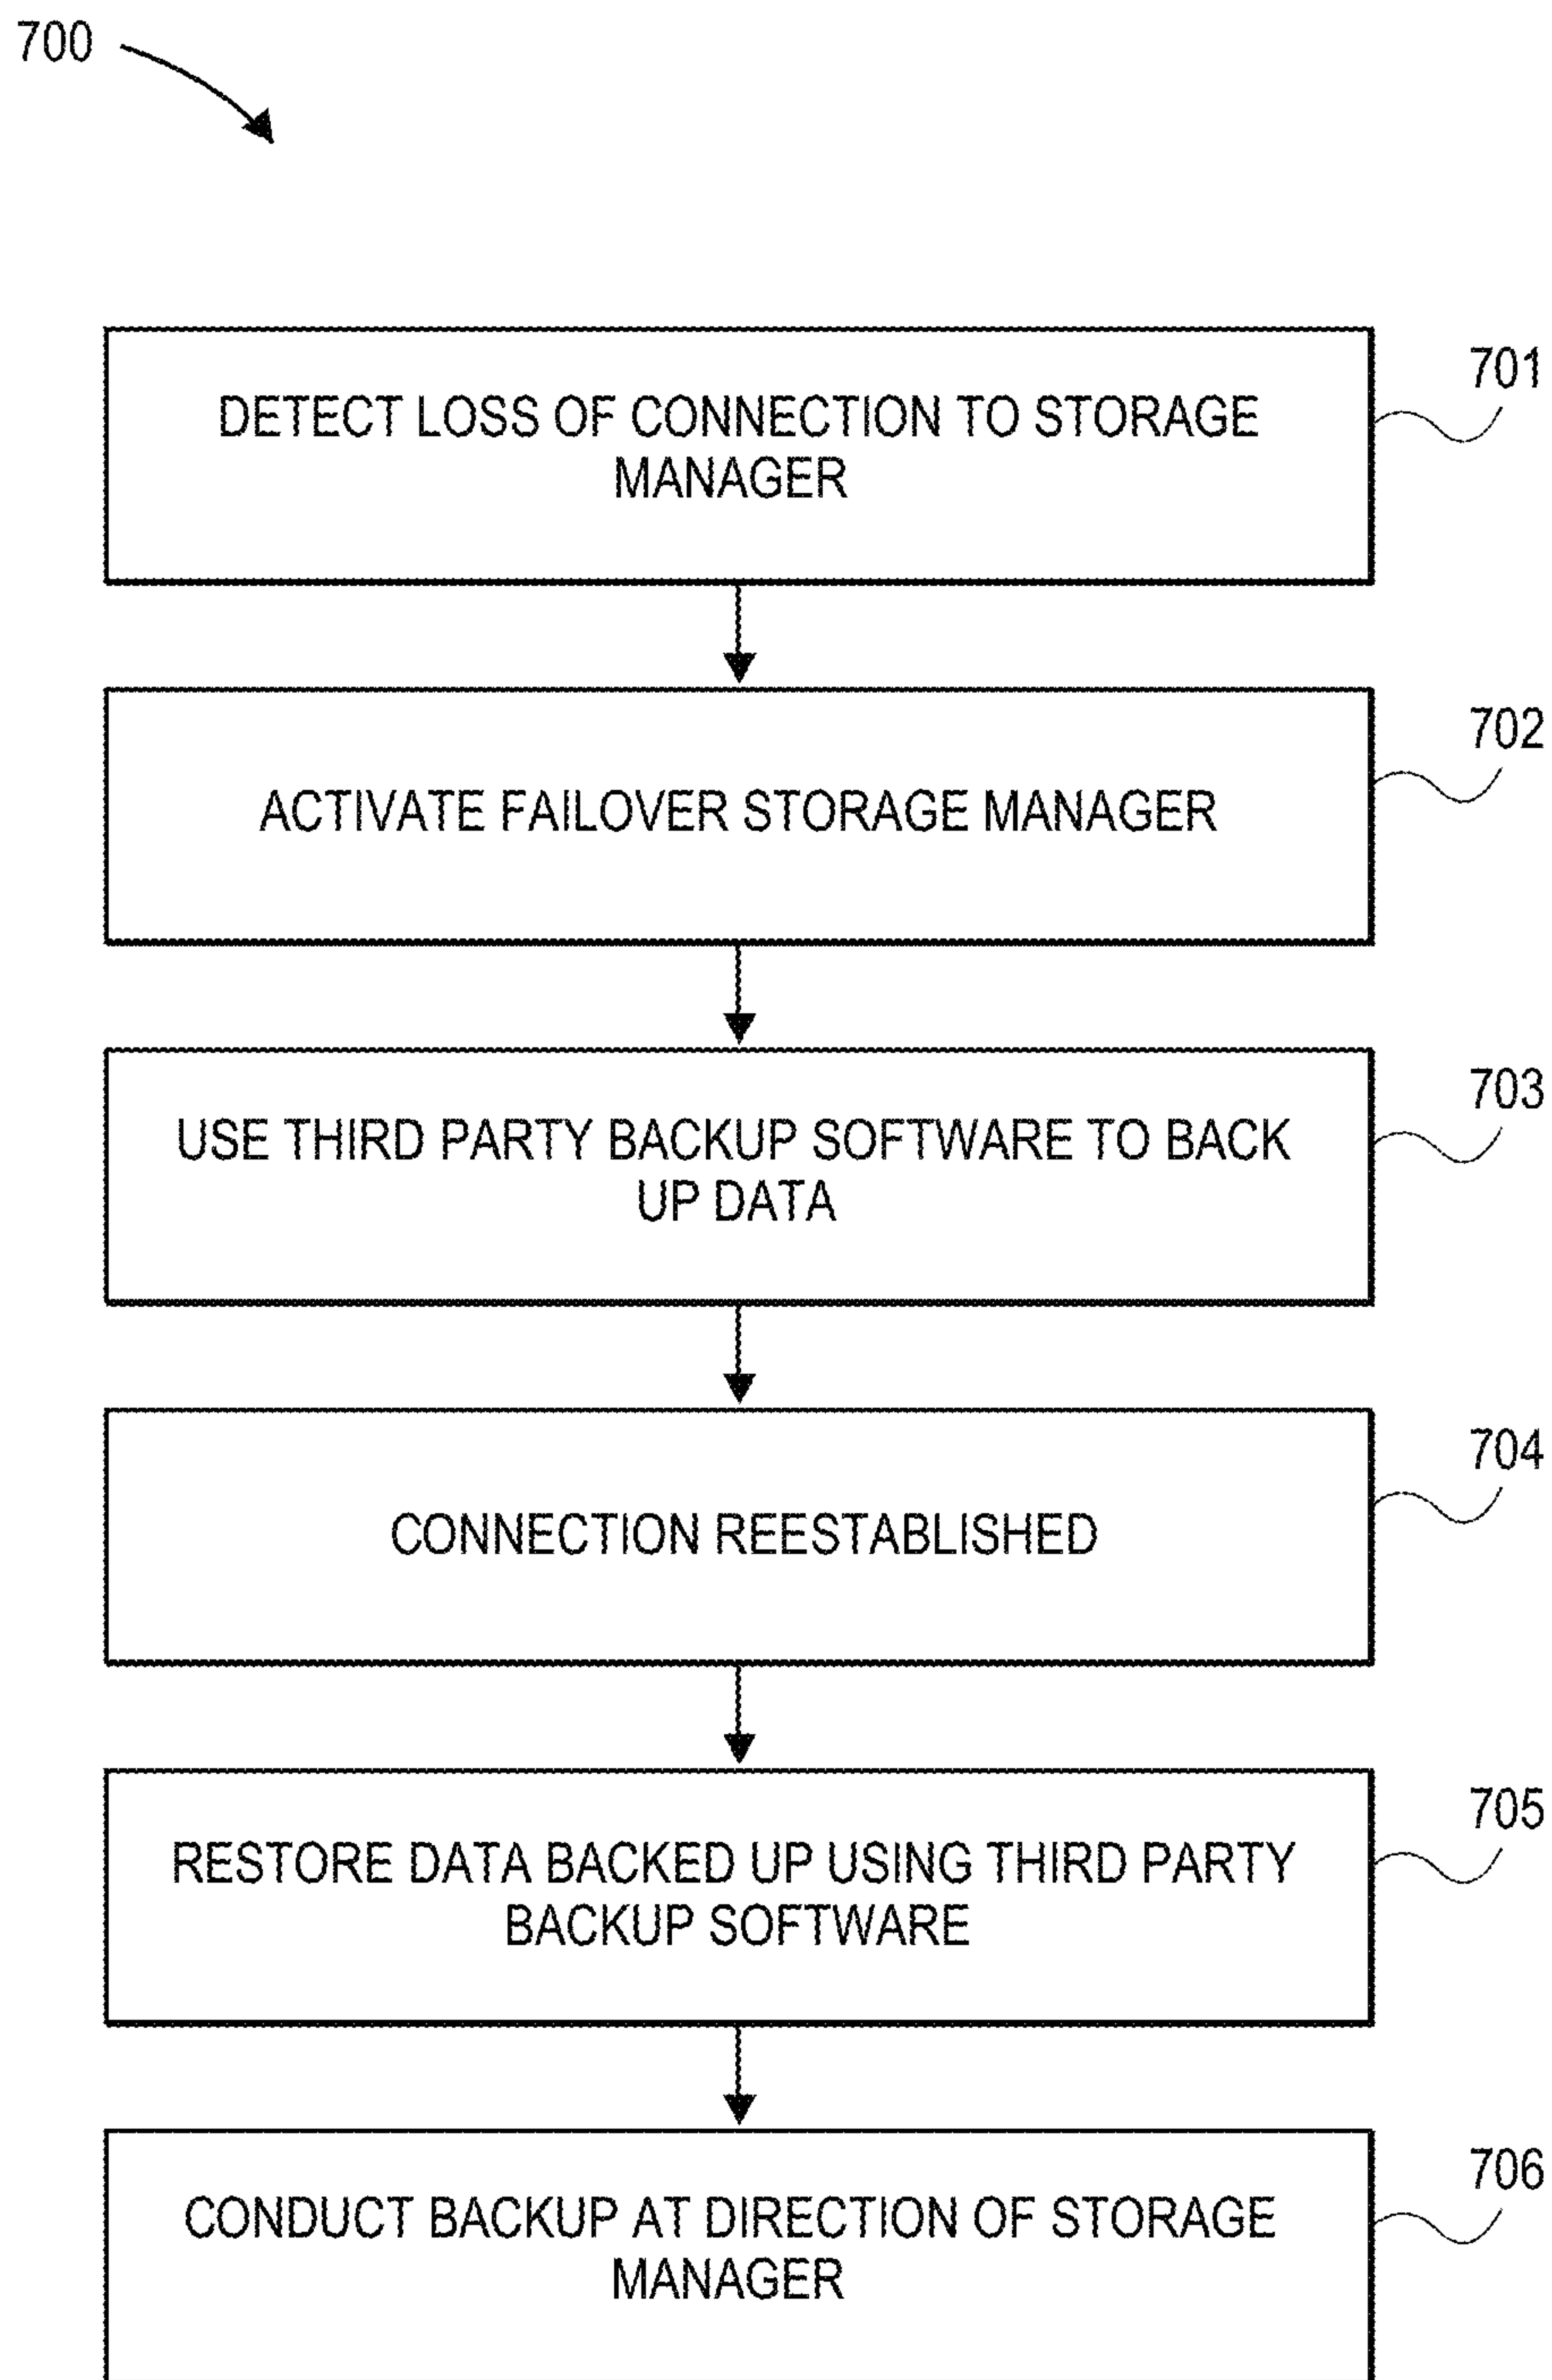 700
701
DETECT LOSS OF CONNECTION TO STORAGE
MANAGER
702
ACTIVATE FAILOVER STORAGE MANAGER
703
USE THIRD PARTY BACKUP SOFTWARE TO BACK
UP DATA
704
CONNECTION REESTABLISHED
705
RESTORE DATA BACKED UP USING THIRD PARTY
BACKUP SOFTWARE
706
CONDUCT BACKUP AT DIRECTION OF STORAGE
MANAGER